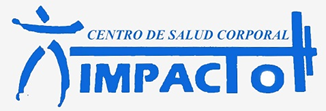 CENTRO DE SALUD CORPORAL
IMPACTO